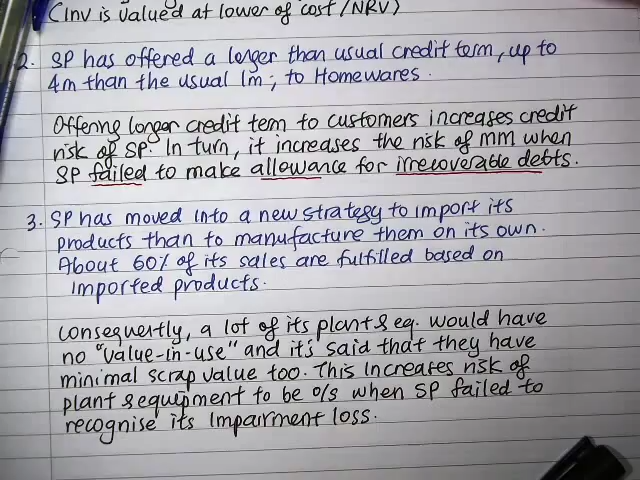 (Inv is valued at lower of cost/NRV)
2. SP has offered a longer than usual credit term, up to
4m than the usual 1m, to Homewares.
Offering longer credit term to customers increases credit
risk of SP. In turn, it increases the risk of MM when
SP failed to make allowance for irrecoverable debts.
3. SP has moved into a new strategy to import its
products than to manufacture them on its own.
About 60% of its sales are fulfilled based on
imported products.
Consequently, a lot of its plant & eq. would have
no "value-in-use" and it's said that they have
minimal scrap value too. This increases risk of
plant & equipment to be o/s when SP failed to
recognise its impairment loss.